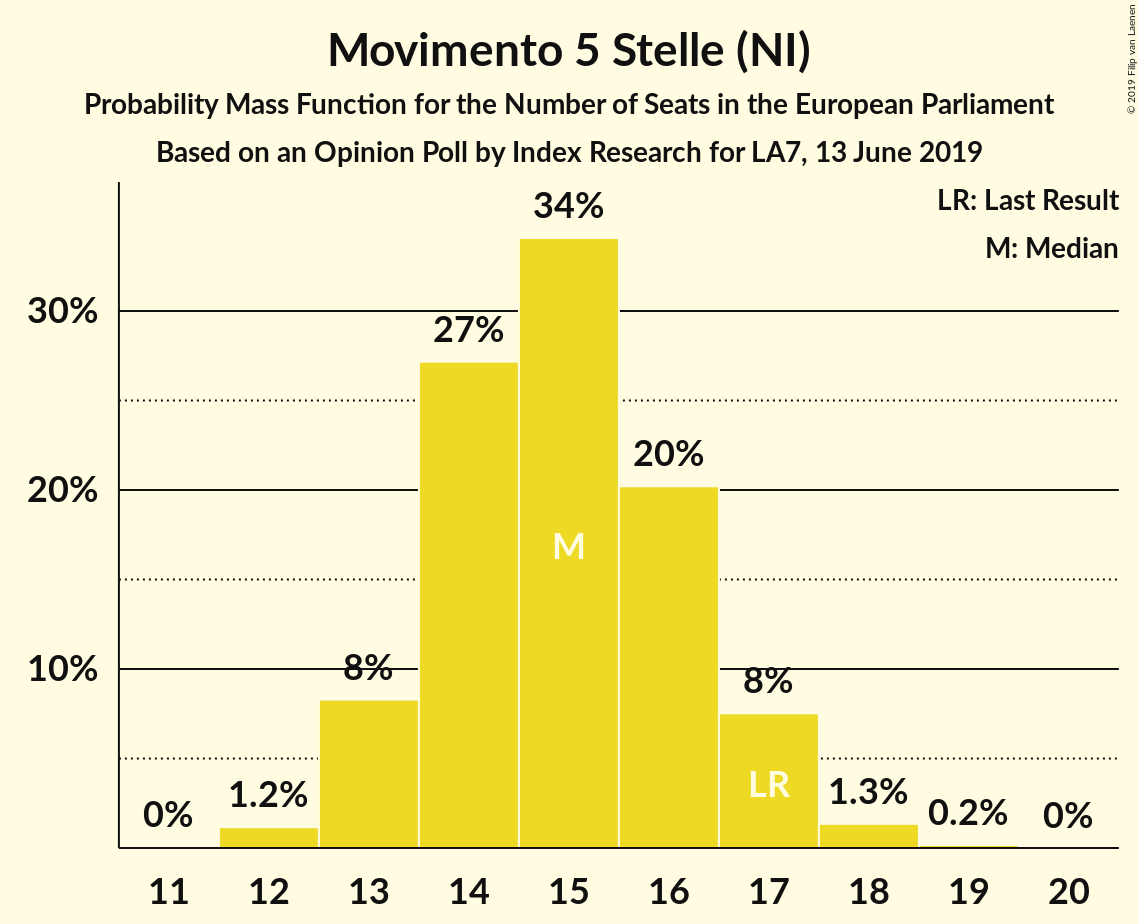 Movimento 5 Stelle (NI)
Probability Mass Function for the Number of Seats in the European Parliament
Based on an Opinion Poll by Index Research for LA7, 13 June 2019
© 2019 Filip van Laenen
LR: Last Result
M: Median
34%
30%
27%
20%
20%
M
10%
8%
8%
LR
0%
1.2%
1.3%
0.2%
0%
11 12 13 14 15 16 17 18 19 20